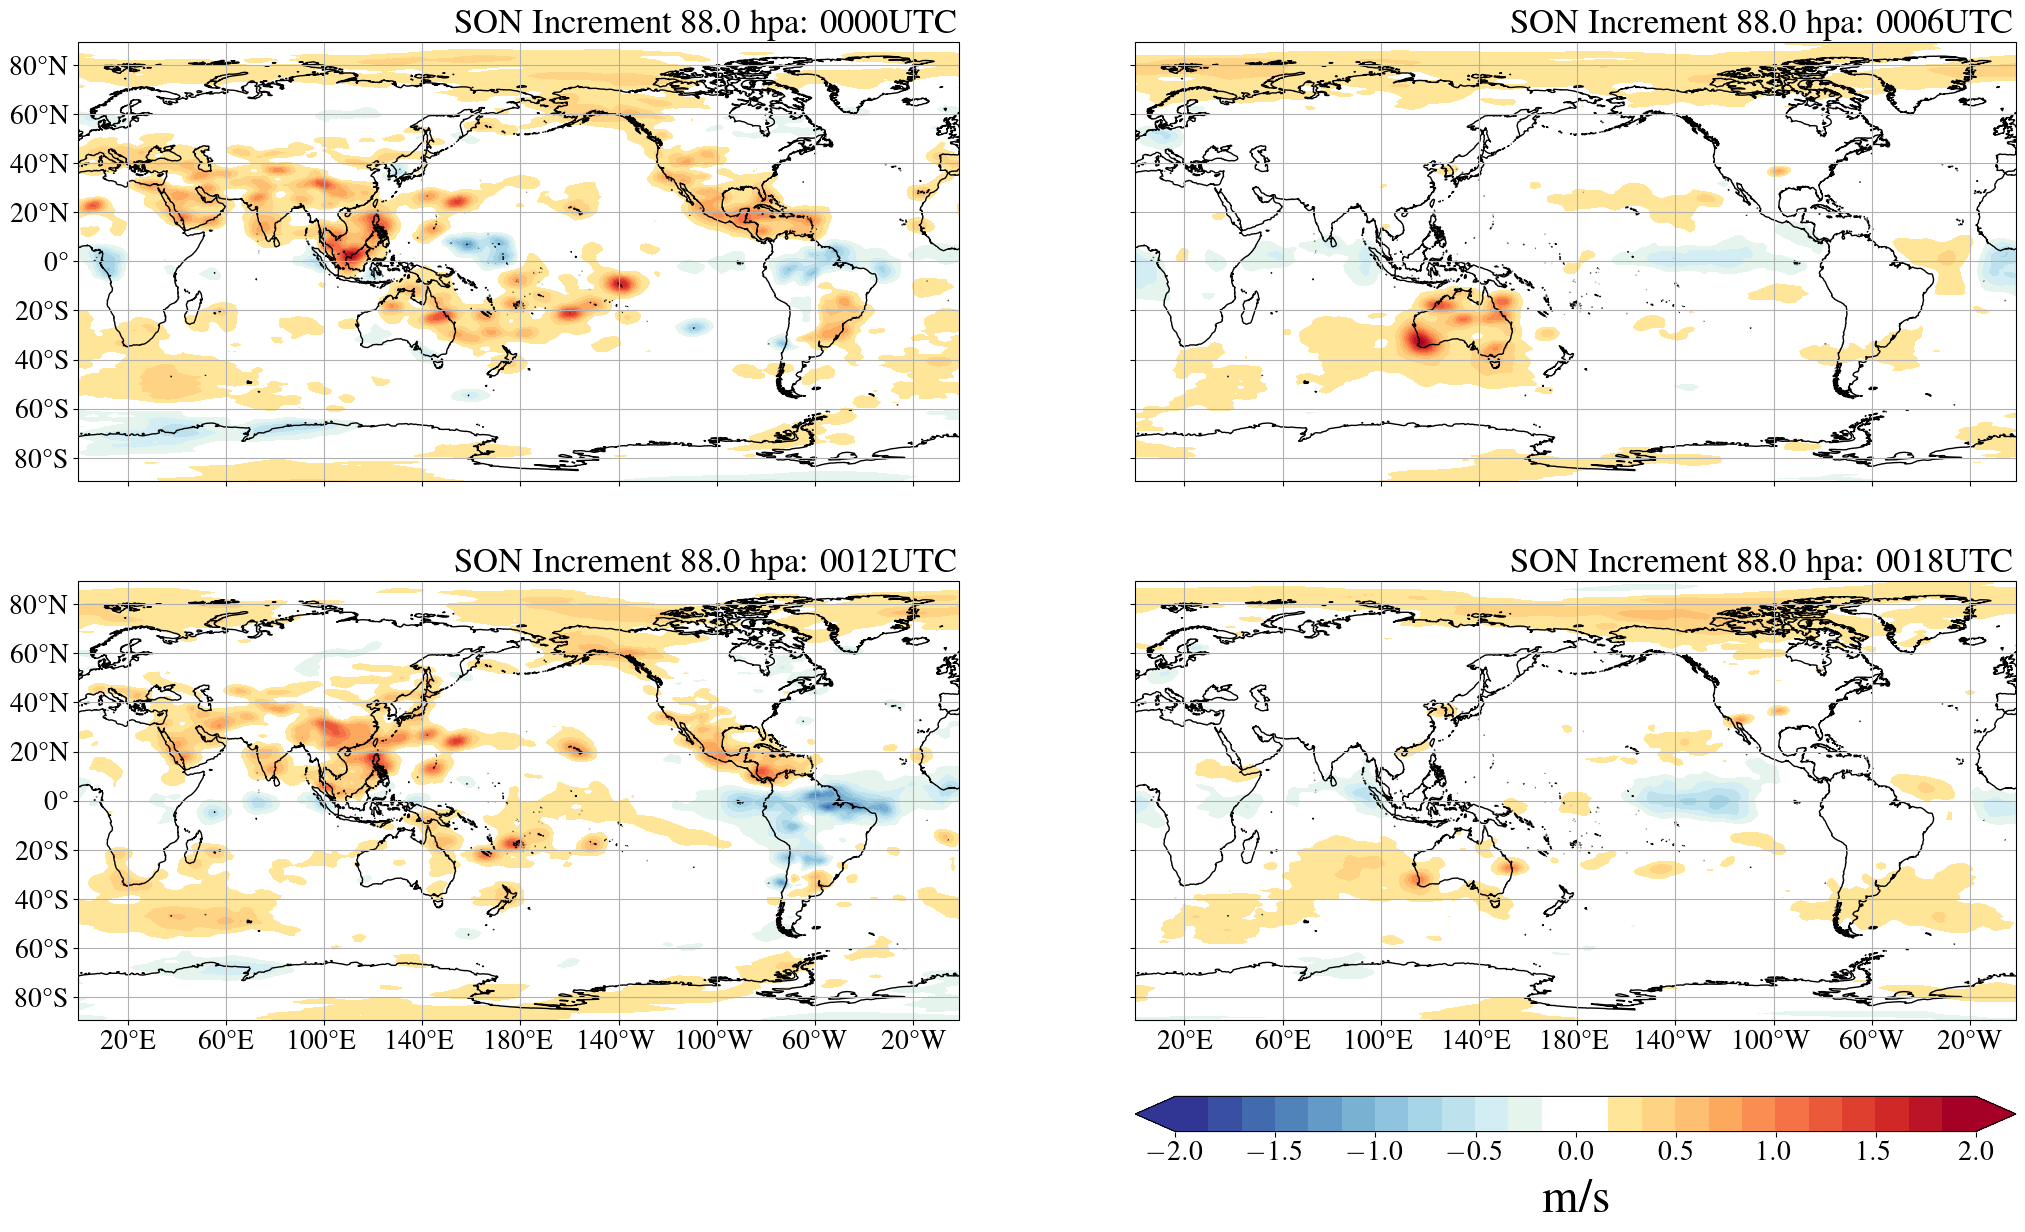 SON Increment 88.0 hpa: 0000UTC
80°N
60°N
40°N
20°N
0°
20°S
40°S
60°S
80°S
SON Increment 88.0 hpa: 0006UTC
SON Increment 88.0 hpa: 0012UTC
80°N
60°N
40°N
20°N
0°
20°S
40°S
60°S
80°S
20°E 60°E 100°E 140°E 180°E 140°W 100°W 60°W 20°W
SON Increment 88.0 hpa: 0018UTC
20°E 60°E 100°E 140°E 180°E 140°W 100°W 60°W 20°W
−2.0 −1.5 −1.0 −0.5 0.0 0.5 1.0 1.5 2.0
m/s